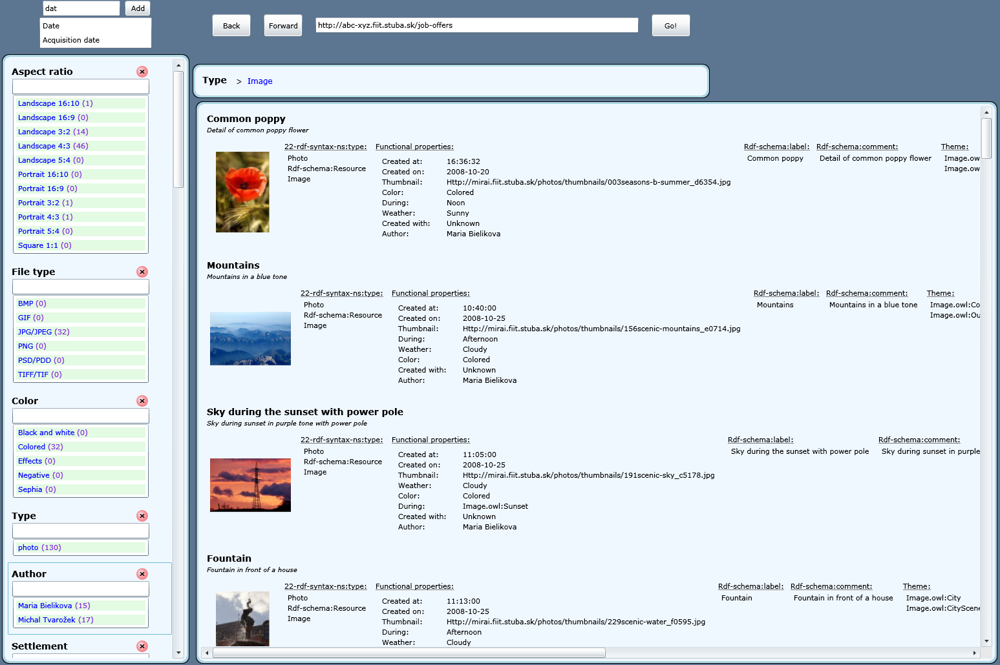 dat Add
Date
Acquisition date
Back Forward http://abc-xyz.fiit.stuba.sk/job-offers Go!
Aspect ratio
Landscape 16:10 (1)
Landscape 16:9 (0)
Landscape 3:2 (14)
Landscape 4:3 (46)
Landscape 5:4 (0)
Portrait 16:10 (0)
Portrait 16:9 (0)
Portrait 3:2 (1)
Portrait 4:3 (1)
Portrait 5:4 (0)
Square 1:1 (0)
File type
BMP (0)
GIF (0)
JPG/JPEG (32)
PNG (0)
PSD/PDD (0)
TIFF/TIF (0)
Color
Black and white (0)
Colored (32)
Effects (0)
Negative (0)
Sephia (0)
Type
photo (130)
Author
Maria Bielikova (15)
Michal Tvarožek (17)
Settlement
Type > Image
Common poppy
Detail of common poppy flower
22-rdf-syntax-ns:type: Functional properties: Rdf-schema:label: Rdf-schema:comment: Theme:
Photo
Rdf-schema:Resource
Image
Created at: 16:36:32
Created on: 2008-10-20
Thumbnail: Http://mirai.fiit.stuba.sk/photos/thumbnails/003seasons-b-summer_d6354.jpg
Color: Colored
During: Noon
Weather: Sunny
Created with: Unknown
Author: Maria Bielikova
Common poppy
Detail of common poppy flower
Image.ow
Image.ow
Mountains
Mountains in a blue tone
22-rdf-syntax-ns:type: Functional properties: Rdf-schema:label: Rdf-schema:comment: Theme:
Photo
Rdf-schema:Resource
Image
Created at: 10:40:00
Created on: 2008-10-25
Thumbnail: Http://mirai.fiit.stuba.sk/photos/thumbnails/156scenic-mountains_e0714.jpg
During: Afternoon
Weather: Cloudy
Color: Colored
Created with: Unknown
Author: Maria Bielikova
Mountains
Mountains in a blue tone
Image.owl:Co
Image.owl:Ou
Sky during the sunset with power pole
Sky during sunset in purple tone with power pole
22-rdf-syntax-ns:type: Functional properties: Rdf-schema:label: Rdf-schema:comment:
Photo
Rdf-schema:Resource
Image
Created at: 11:05:00
Created on: 2008-10-25
Thumbnail: Http://mirai.fiit.stuba.sk/photos/thumbnails/191scenic-sky_c5178.jpg
Weather: Cloudy
Color: Colored
During: Image.owl:Sunset
Created with: Unknown
Author: Maria Bielikova
Sky during the sunset with power pole
Sky during sunset in purple
Fountain
Fountain in front of a house
22-rdf-syntax-ns:type: Functional properties: Rdf-schema:label: Rdf-schema:comment: Theme:
Photo
Rdf-schema:Resource
Image
Created at: 11:13:00
Created on: 2008-10-25
Thumbnail: Http://mirai.fiit.stuba.sk/photos/thumbnails/229scenic-water_f0595.jpg
During: Afternoon
Weather: Cloudy
Fountain
Fountain in front of a house
Image.owl:City
Image.owl:CityScene